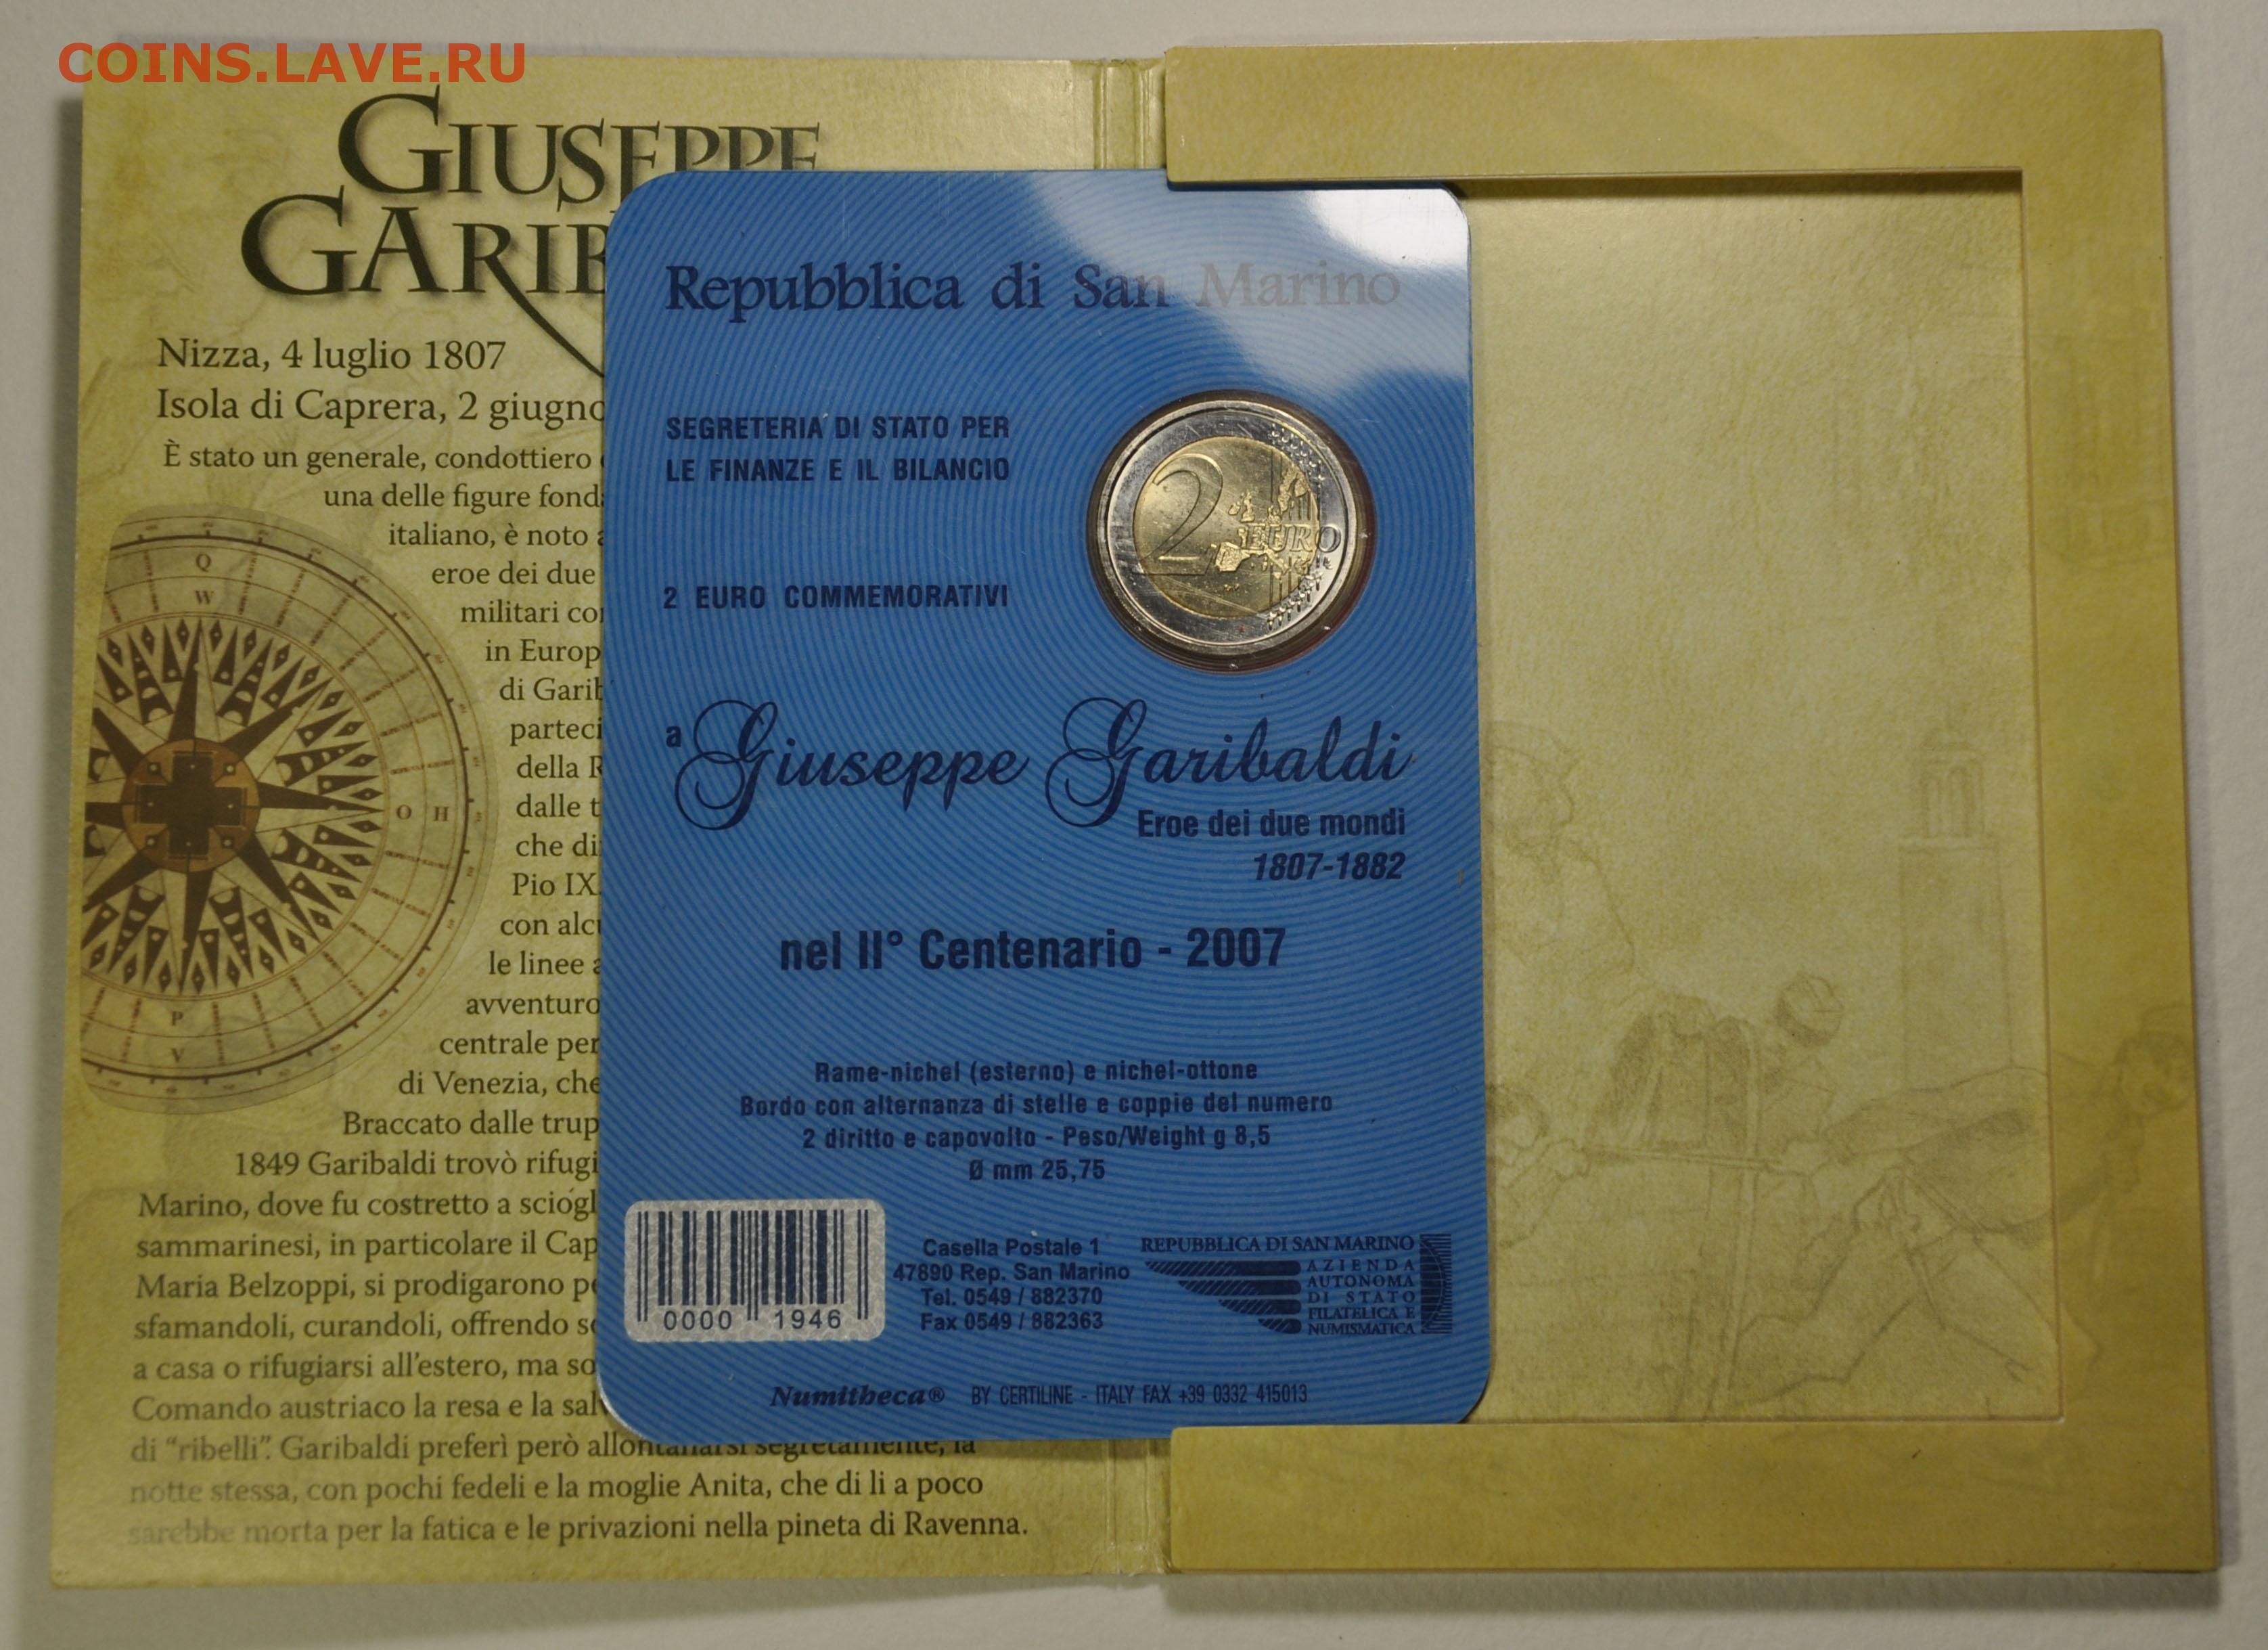 COINS.LAVE.RU
GIUSEPPE
GARIB
Nizza, 4 luglio 1807
Isola di Caprera, 2 giugno
È stato un generale, condottiero
una delle figure fond
italiano, è noto
eroe dei due
militari co
in Europ
di Garib
parteci
della R
dalle t
che di
Pio IX
con alcu
le linee a
avventuro
centrale per
di Venezia, che
Braccato dalle trup
1849 Garibaldi trovò rifugi
Marino, dove fu costretto a sciogl
sammarinesi, in particolare il Cap
Maria Belzoppi, si prodigarono pe
sfamandoli, curandoli, offrendo so
a casa o rifugiarsi all'estero, ma so
Comando austriaco la resa e la salv
di “ribelli”. Garibaldi preferì però allontanarsi segretamente, la
notte stessa, con pochi fedeli e la moglie Anita, che di li a poco
sarebbe morta per la fatica e le privazioni nella pineta di Ravenna.
Q
W
O H
P
V
Repubblica di San Marino
SEGRETERIA DI STATO PER
LE FINANZE E IL BILANCIO
2 EURO COMMEMORATIVI
2 EURO
a Giuseppe Garibaldi
Eroe dei due mondi
1807-1882
nel II° Centenario - 2007
Rame-nichel (esterno) e nichel-ottone
Bordo con alternanza di stelle e coppie del numero
2 diritto e capovolto - Peso/Weight g 8,5
Ø mm 25,75
0000 1946
Casella Postale 1
47890 Rep. San Marino
Tel. 0549 / 882370
Fax 0549 / 882363
REPUBBLICA DI SAN MARINO
AZIENDA
AUTONOMA
DI STATO
FILATELICA E
NUMISMATICA
Numitheca® BY CERTILINE - ITALY FAX +39 0332 415013